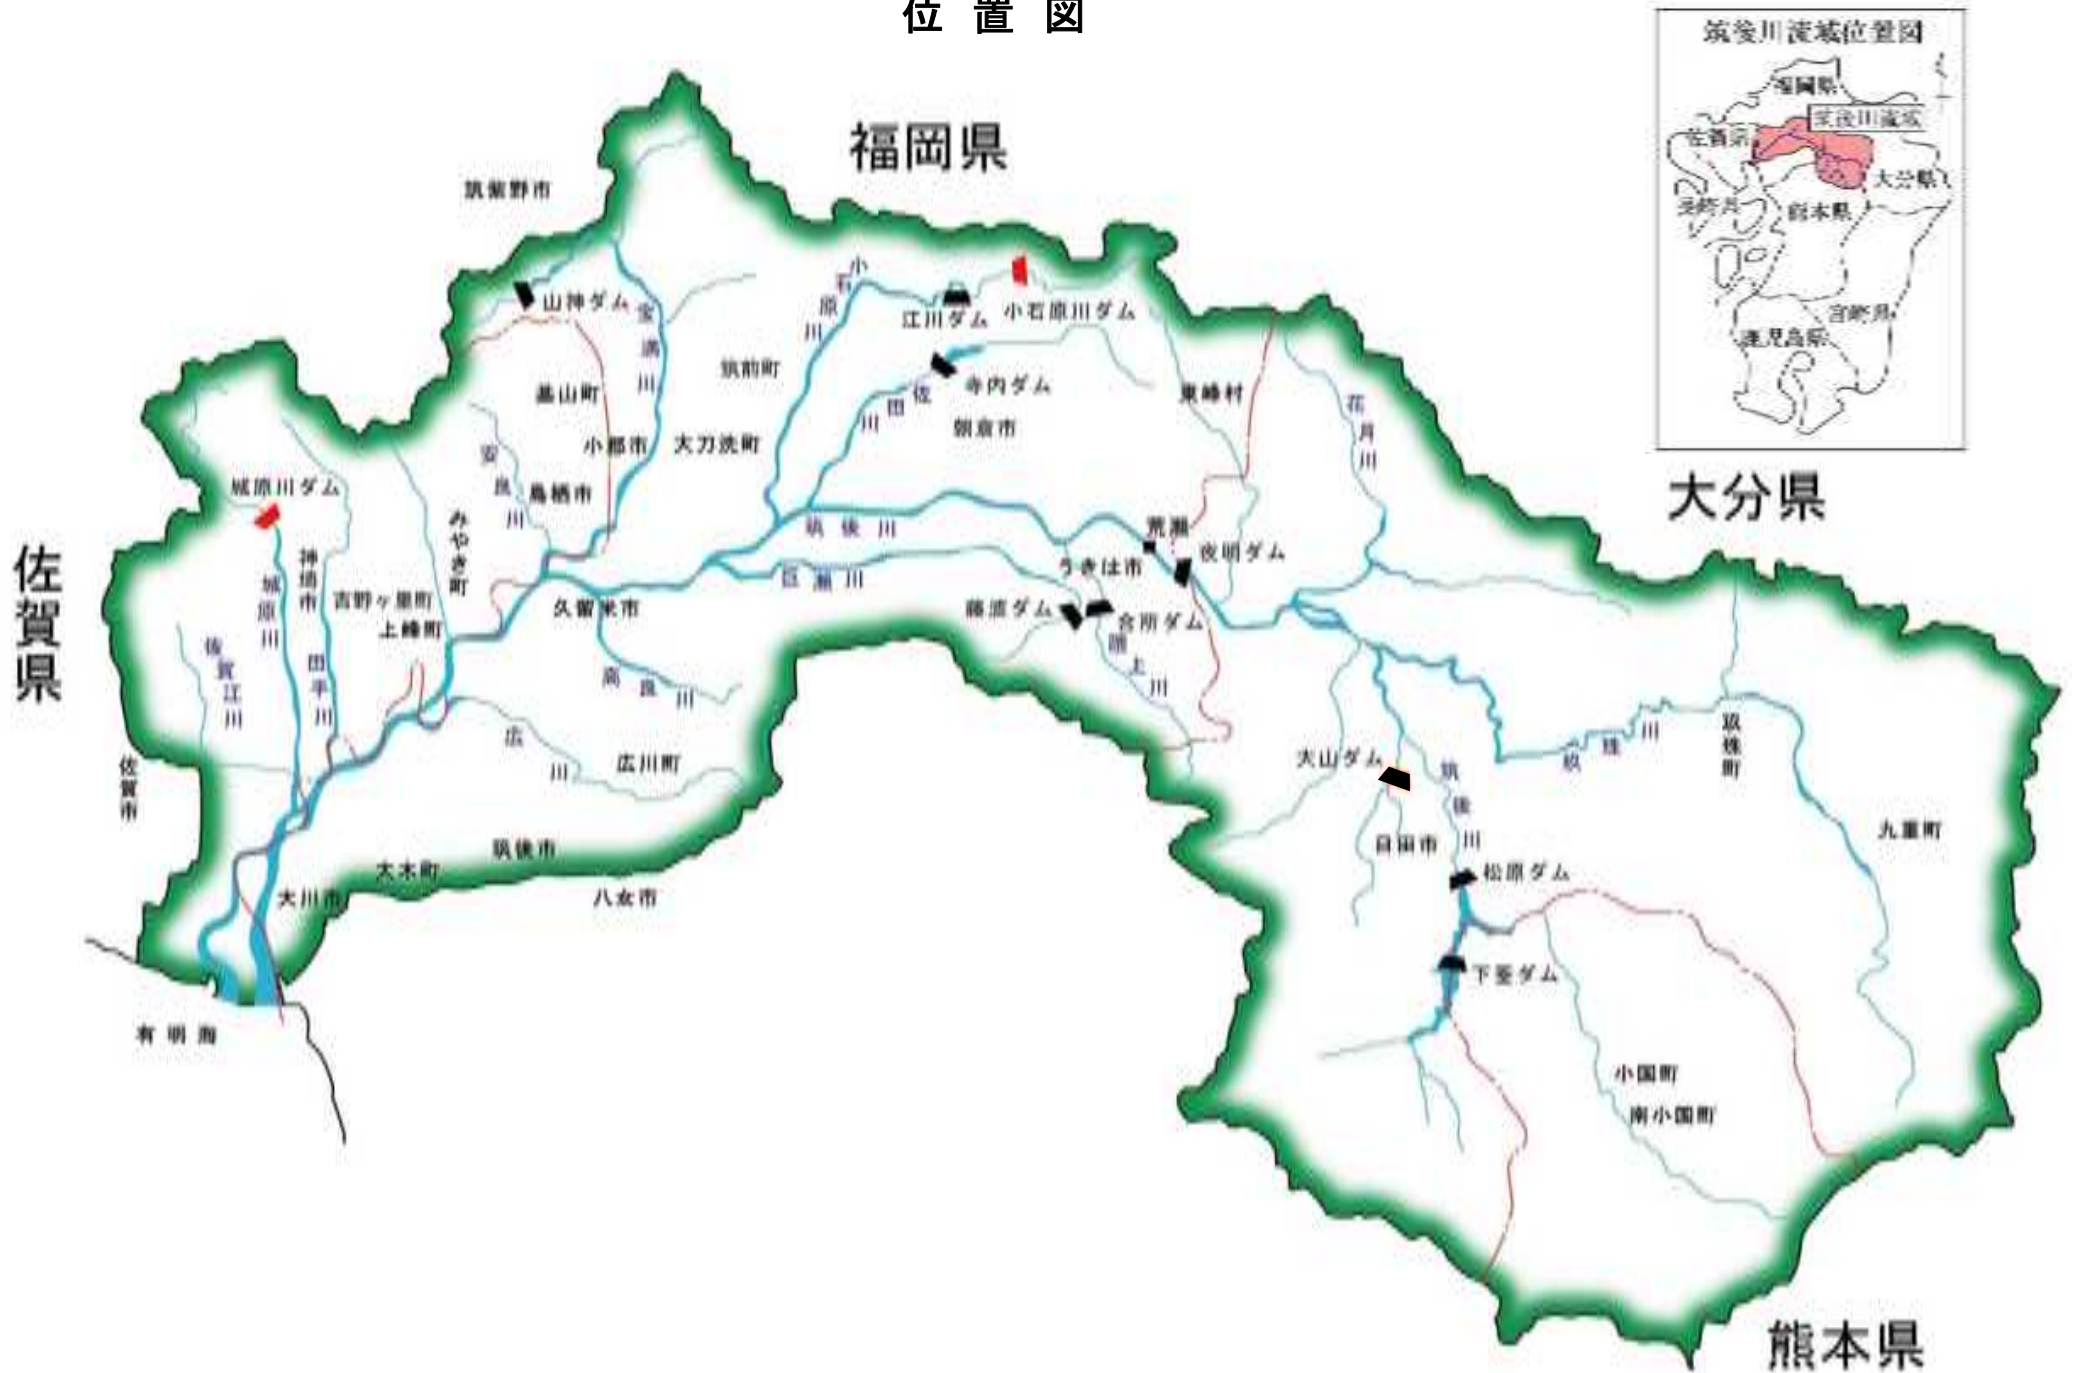 位置図
筑後川流域位置図
福岡県
筑後川流域
佐賀県
大分県
長崎県
熊本県
宮崎県
鹿児島県
福岡県
筑紫野市
山神ダム
宝満川
小石原川
江川ダム
小石原川ダム
筑前町
基山町
寺内ダム
佐田川
東峰村
花月川
朝倉市
小郡市
大刀洗町
大分県
安良川
鳥栖市
城原川ダム
みやき町
筑後川
荒瀬
夜明ダム
佐賀県
神埼市
城原川
吉野ヶ里町
上峰町
巨瀬川
うきは市
久留米市
藤波ダム
合所ダム
隈上川
佐賀江川
田手川
高良川
広川
広川町
佐賀市
大山ダム
筑後川
玖珠川
玖珠町
九重町
日田市
松原ダム
筑後市
大木町
大川市
八女市
下筌ダム
有明海
小国町
南小国町
熊本県